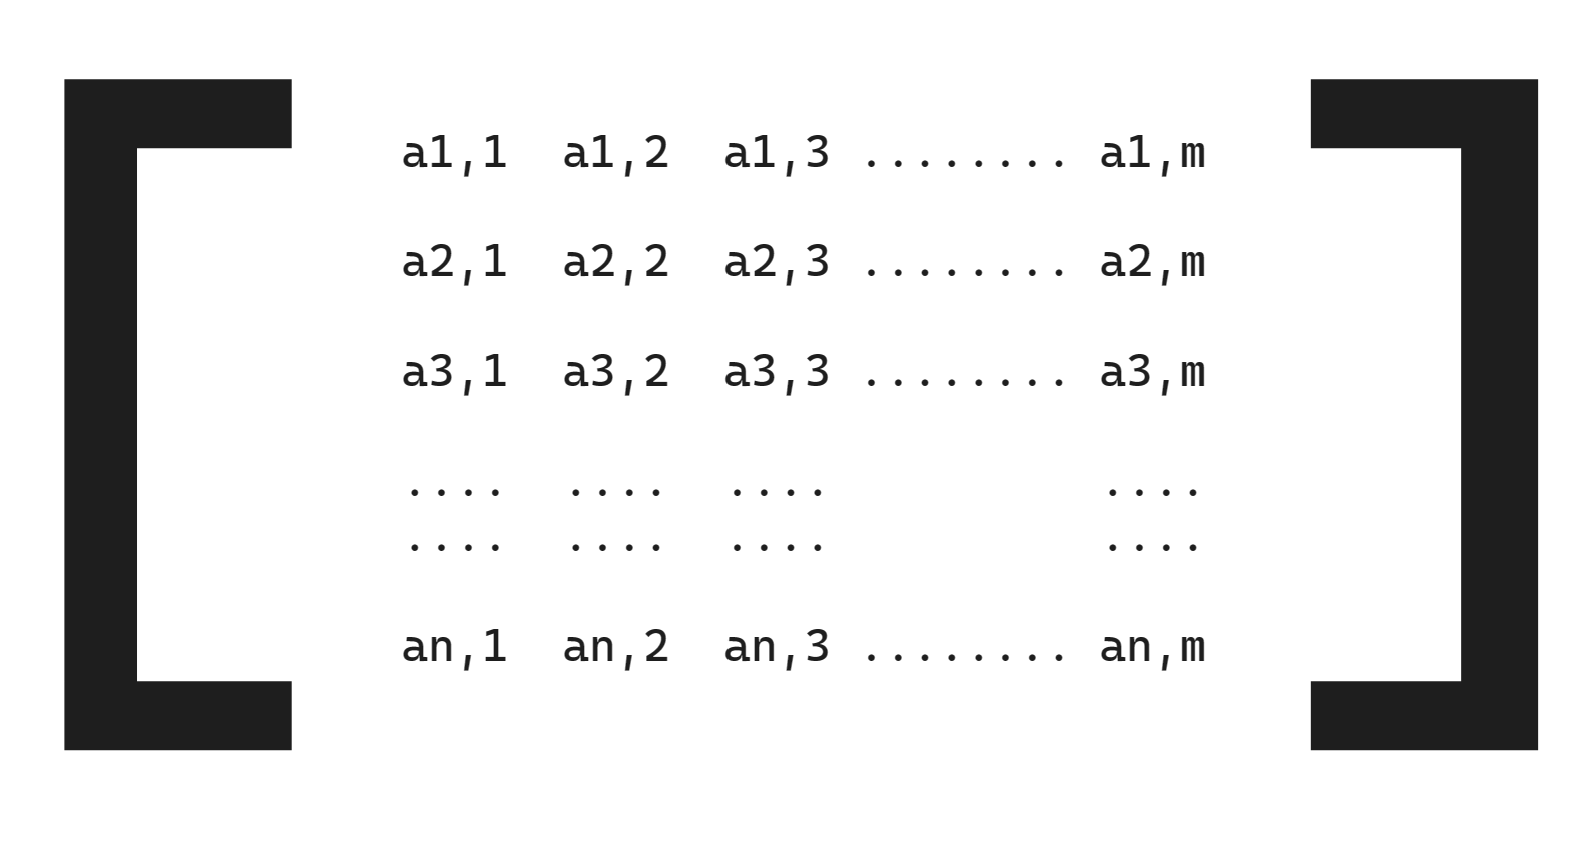 a1,1 a1,2 a1,3 ........ a1,m
a2,1 a2,2 a2,3 ........ a2,m
a3,1 a3,2 a3,3 ........ a3,m
.... .... .... ....
.... .... .... ....
an,1 an,2 an,3 ........ an,m